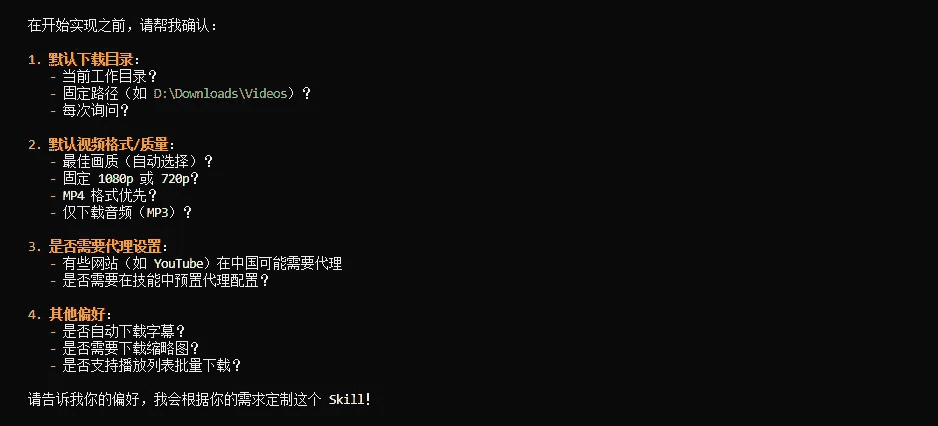 在开始实现之前，请帮我确认：
1. 默认下载目录：
- 当前工作目录？
- 固定路径（如 D:\Downloads\Videos）？
- 每次询问？
2. 默认视频格式/质量：
- 最佳画质（自动选择）？
- 固定 1080p 或 720p？
- MP4 格式优先？
- 仅下载音频（MP3）？
3. 是否需要代理设置：
- 有些网站（如 YouTube）在中国可能需要代理
- 是否需要在技能中预置代理配置？
4. 其他偏好：
- 是否自动下载字幕？
- 是否需要下载缩略图？
- 是否支持播放列表批量下载？
请告诉我你的偏好，我会根据你的需求定制这个 Skill！